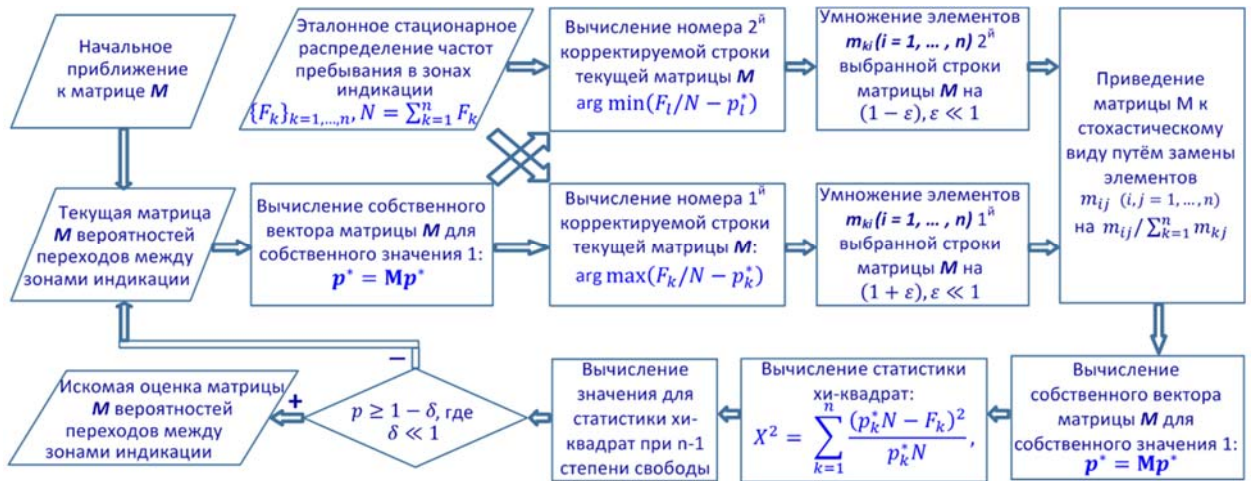 Начальное
приближение
к матрице M
Эталонное стационарное
распределение частот
пребывания в зонах
индикации
{F_k}_{k=1,…,n}, N = ∑_{k=1}^{n} F_k
Вычисление номера 2й
корректируемой строки
текущей матрицы M
arg min(F_l/N − p_l^*)
Умножение элементов
m_{ki} (i = 1, … , n) 2й
выбранной строки
матрицы M на
(1 − ε), ε ≪ 1
Приведение
матрицы М к
стохастическому
виду путём замены
элементов
m_{ij} (i, j = 1, …, n)
на m_{ij}/∑_{k=1}^{n} m_{kj}
Текущая матрица
M вероятностей
переходов между
зонами индикации
Вычисление собственного
вектора матрицы M для
собственного значения 1:
p* = Mp*
Вычисление номера 1й
корректируемой строки
текущей матрицы M:
arg max(F_k/N − p_k^*)
Умножение элементов
m_{ki} (i = 1, … , n) 1й
выбранной строки
матрицы M на
(1 + ε), ε ≪ 1
Искомая оценка матрицы
M вероятностей
переходов между
зонами индикации
+
−
p ≥ 1 − δ, где
δ ≪ 1
Вычисление
значения для
статистики хи-
квадрат при n-1
степени свободы
Вычисление статистики
хи-квадрат:
X² = ∑_{k=1}^{n} (p_k^* N − F_k)² / p_k^* N ,
Вычисление
собственного вектора
матрицы M для
собственного значения 1:
p* = Mp*